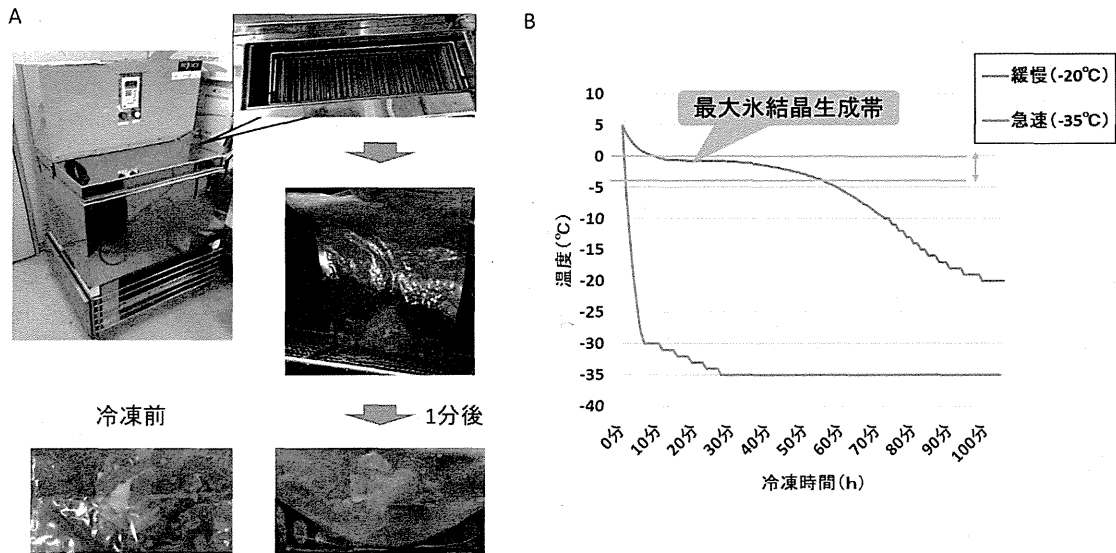 A
冷凍前
1分後
B
緩慢(-20℃)
急速(-35℃)
最大氷結晶生成帯
温度(℃)
10
5
0
-5
-10
-15
-20
-25
-30
-35
-40
0分
10分
20分
30分
40分
50分
60分
70分
80分
90分
100分
冷凍時間(h)